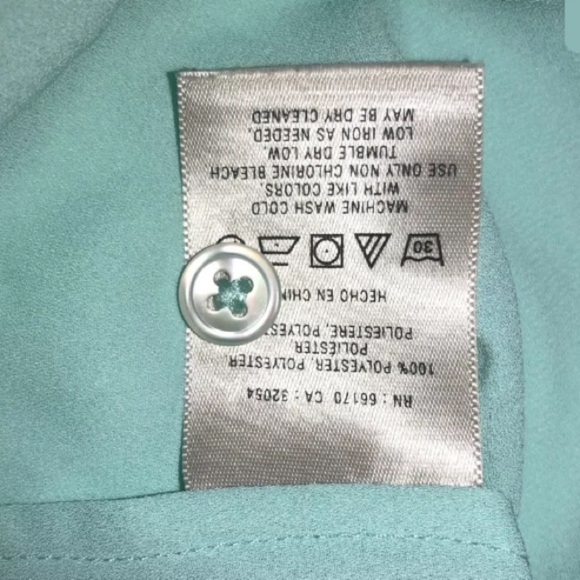 RN : 66170 CA : 32054
100% POLYESTER, POLYESTER,
POLIÉSTER
POLIESTERE,
HECHO EN
30
MACHINE WASH COLD
WITH LIKE COLORS.
USE ONLY NON CHLORINE BLEACH
TUMBLE DRY LOW.
LOW IRON AS NEEDED.
MAY BE DRY CLEANED